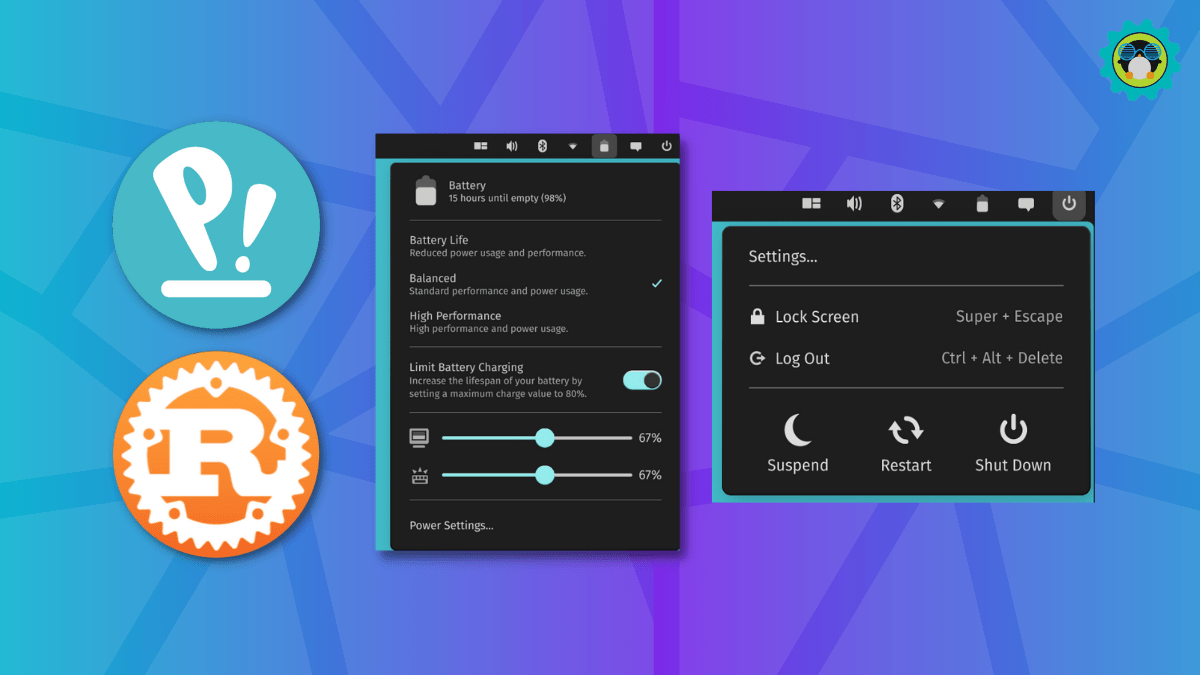 P!
R
Battery
15 hours until empty (98%)
Battery Life
Reduced power usage and performance.
Balanced
Standard performance and power usage.
High Performance
High performance and power usage.
Limit Battery Charging
Increase the lifespan of your battery by
setting a maximum charge value to 80%.
67%
67%
Power Settings...
Settings...
Lock Screen Super + Escape
Log Out Ctrl + Alt + Delete
Suspend Restart Shut Down